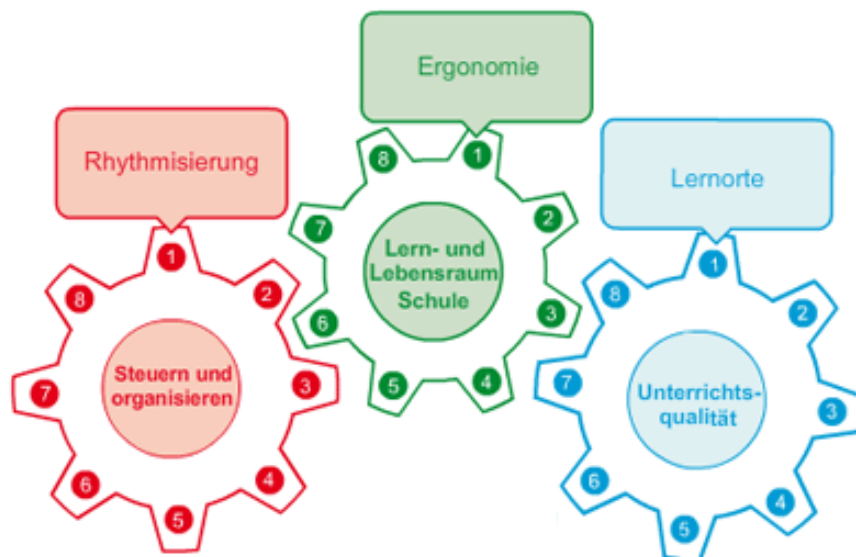 Ergonomie
Rhythmisierung
Lernorte
1
2
3
4
5
6
7
8
Steuern und
organisieren
1
2
3
4
5
6
7
8
Lern- und
Lebensraum
Schule
1
2
3
4
5
6
7
8
Unterrichts-
qualität